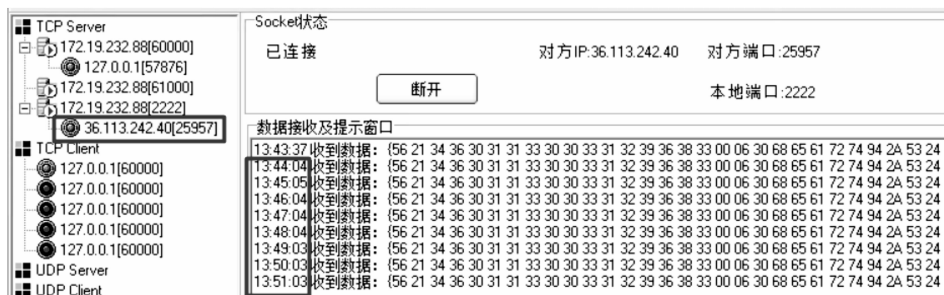 TCP Server
172.19.232.88[60000]
127.0.0.1[57876]
172.19.232.88[61000]
172.19.232.88[2222]
36.113.242.40[25957]
TCP Client
127.0.0.1[60000]
127.0.0.1[60000]
127.0.0.1[60000]
127.0.0.1[60000]
127.0.0.1[60000]
UDP Server
UDP Client
Socket状态
已连接 对方IP:36.113.242.40 对方端口:25957
断开 本地端口:2222
数据接收及提示窗口
13:43:37 收到数据: {56 21 34 36 30 31 31 33 30 30 33 31 32 39 36 38 33 00 06 30 68 65 61 72 74 94 2A 53 24
13:44:04 收到数据: {56 21 34 36 30 31 31 33 30 30 33 31 32 39 36 38 33 00 06 30 68 65 61 72 74 94 2A 53 24
13:45:05 收到数据: {56 21 34 36 30 31 31 33 30 30 33 31 32 39 36 38 33 00 06 30 68 65 61 72 74 94 2A 53 24
13:46:04 收到数据: {56 21 34 36 30 31 31 33 30 30 33 31 32 39 36 38 33 00 06 30 68 65 61 72 74 94 2A 53 24
13:47:04 收到数据: {56 21 34 36 30 31 31 33 30 30 33 31 32 39 36 38 33 00 06 30 68 65 61 72 74 94 2A 53 24
13:48:04 收到数据: {56 21 34 36 30 31 31 33 30 30 33 31 32 39 36 38 33 00 06 30 68 65 61 72 74 94 2A 53 24
13:49:03 收到数据: {56 21 34 36 30 31 31 33 30 30 33 31 32 39 36 38 33 00 06 30 68 65 61 72 74 94 2A 53 24
13:50:03 收到数据: {56 21 34 36 30 31 31 33 30 30 33 31 32 39 36 38 33 00 06 30 68 65 61 72 74 94 2A 53 24
13:51:03 收到数据: {56 21 34 36 30 31 31 33 30 30 33 31 32 39 36 38 33 00 06 30 68 65 61 72 74 94 2A 53 24